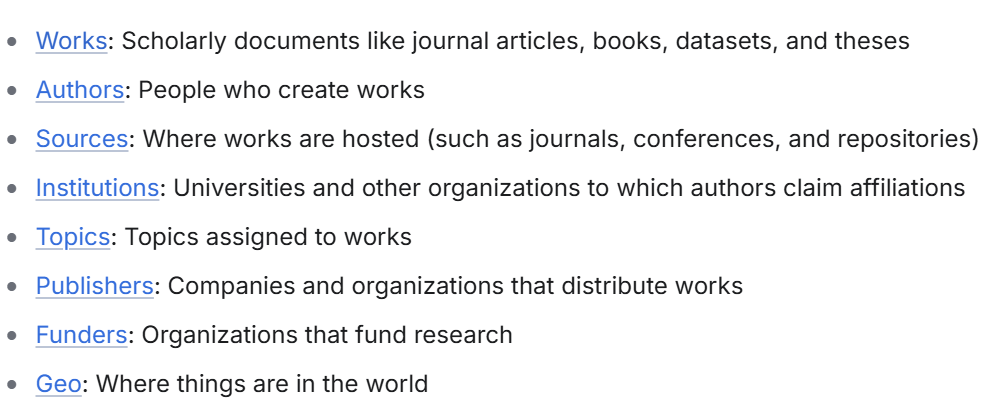 Works: Scholarly documents like journal articles, books, datasets, and theses
Authors: People who create works
Sources: Where works are hosted (such as journals, conferences, and repositories)
Institutions: Universities and other organizations to which authors claim affiliations
Topics: Topics assigned to works
Publishers: Companies and organizations that distribute works
Funders: Organizations that fund research
Geo: Where things are in the world